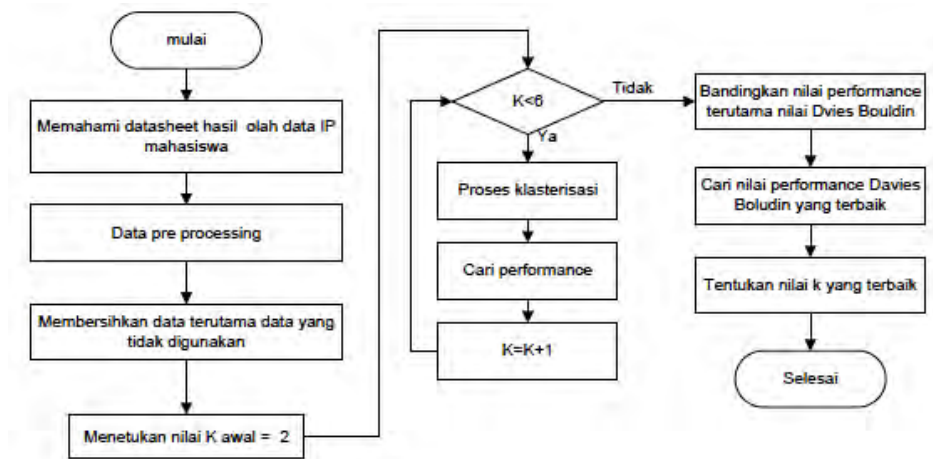 mulai
Memahami datasheet hasil olah data IP
mahasiswa
Data pre processing
Membersihkan data terutama data yang
tidak digunakan
Menetukan nilai K awal = 2
K<6
Tidak
Ya
Proses klasterisasi
Cari performance
K=K+1
Bandingkan nilai performance
terutama nilai Dvies Bouldin
Cari nilai performance Davies
Boludin yang terbaik
Tentukan nilai k yang terbaik
Selesai